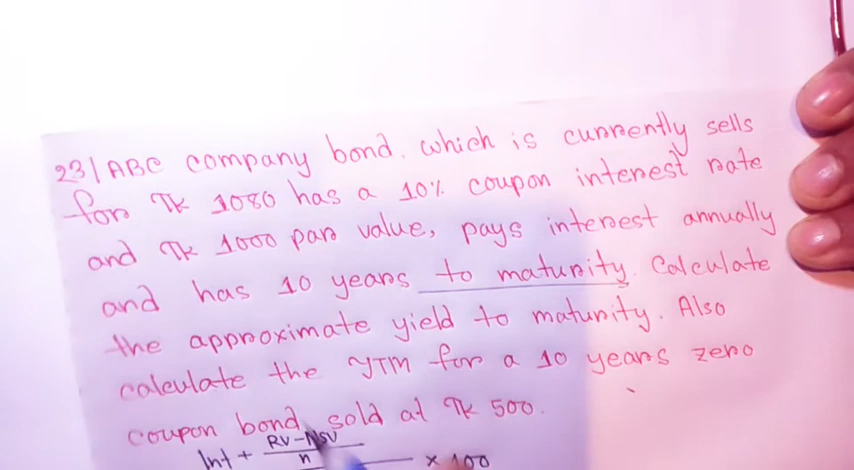 23| ABC company bond. which is currently sells
for Tk 1080 has a 10% coupon interest rate
and Tk 1000 par value, pays interest annually
and has 10 years to maturity. Calculate
the approximate yield to maturity. Also
calculate the YTM for a 10 years zero
coupon bond sold at Tk 500.
RV-NSV
Int + n × 100